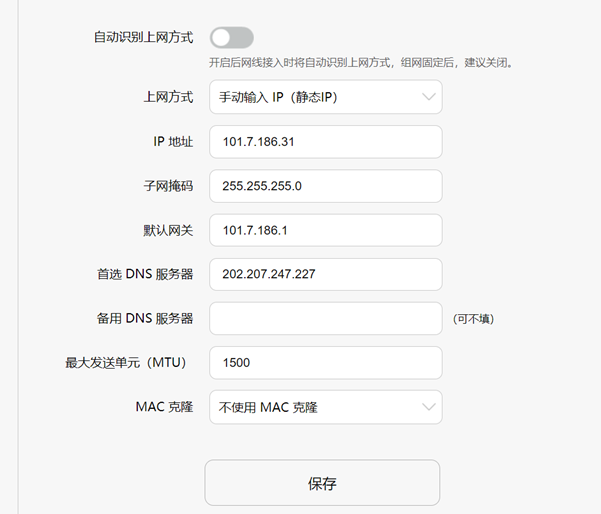 自动识别上网方式
开启后网线接入时将自动识别上网方式，组网固定后，建议关闭。
上网方式 手动输入 IP（静态IP）
IP 地址 101.7.186.31
子网掩码 255.255.255.0
默认网关 101.7.186.1
首选 DNS 服务器 202.207.247.227
备用 DNS 服务器 （可不填）
最大发送单元（MTU） 1500
MAC 克隆 不使用 MAC 克隆
保存